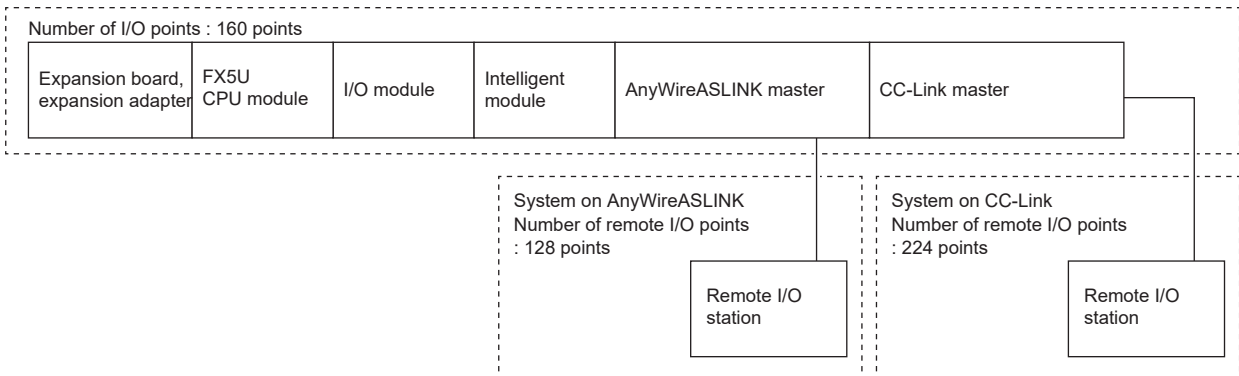 Number of I/O points : 160 points
Expansion board,
expansion adapter
FX5U
CPU module
I/O module
Intelligent
module
AnyWireASLINK master
CC-Link master
System on AnyWireASLINK
Number of remote I/O points
: 128 points
Remote I/O
station
System on CC-Link
Number of remote I/O points
: 224 points
Remote I/O
station